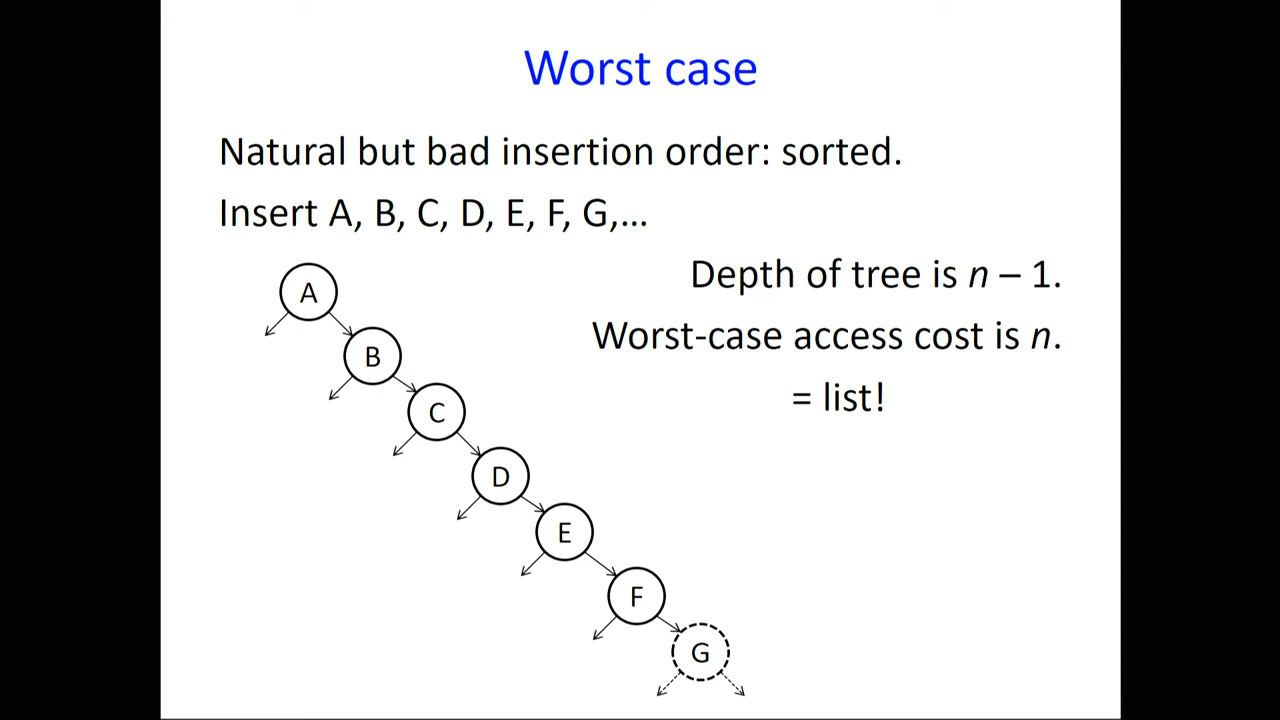 Worst case
Natural but bad insertion order: sorted.
Insert A, B, C, D, E, F, G,...
Depth of tree is n – 1.
Worst-case access cost is n.
= list!
A
B
C
D
E
F
G